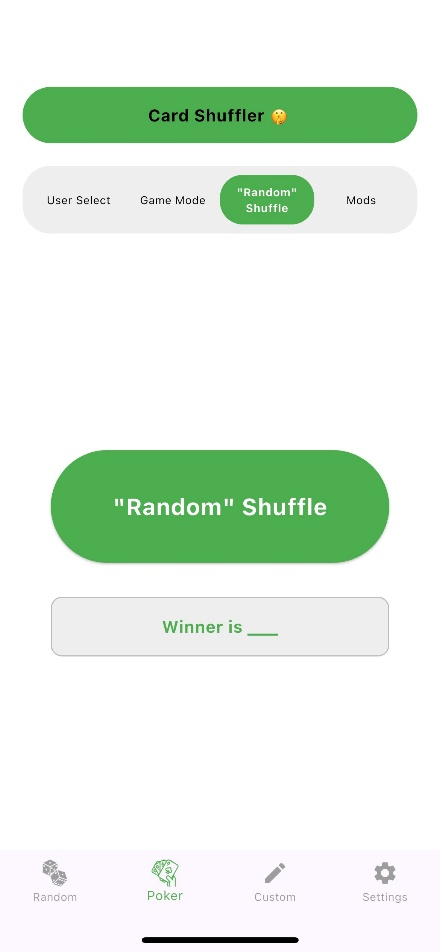 Card Shuffler 🤫
User Select
Game Mode
"Random"
Shuffle
Mods
"Random" Shuffle
Winner is ___
Random
Poker
Custom
Settings